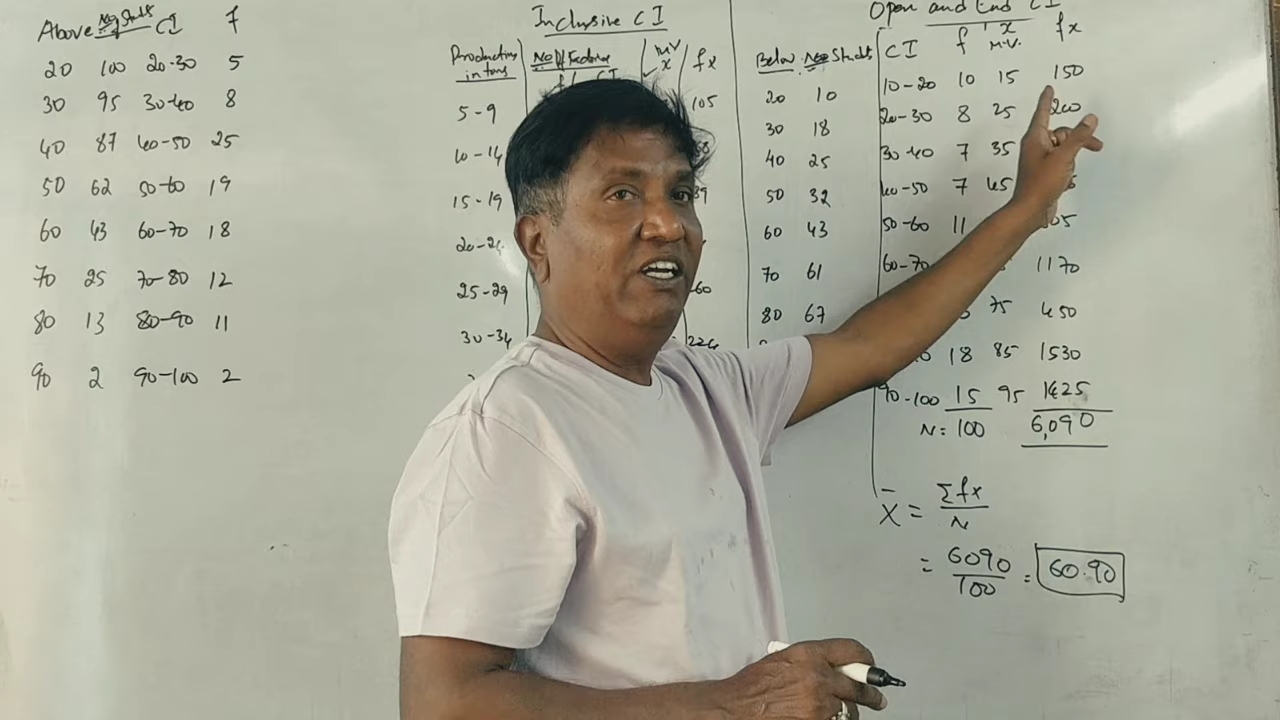 Above No of Studs CI f
20 100 20-30 5
30 95 30-40 8
40 87 40-50 25
50 62 50-60 19
60 43 60-70 18
70 25 70-80 12
80 13 80-90 11
90 2 90-100 2
Inclusive CI
Production in tons
No of Factories
f CI
M.V x
fx
5-9 105
10-14
15-19
20-24
25-29
30-34 224
Open and End CI
Below No Studs CI f x M.V. fx
20 10 10-20 10 15 150
30 18 20-30 8 25 200
40 25 30-40 7 35
50 32 40-50 7 45
60 43 50-60 11
70 61 60-70 1170
80 67 75 450
18 85 1530
90-100 15 95 1425
N= 100 6,090
X̄ = Σfx / N
= 6090 / 100 = 60.90